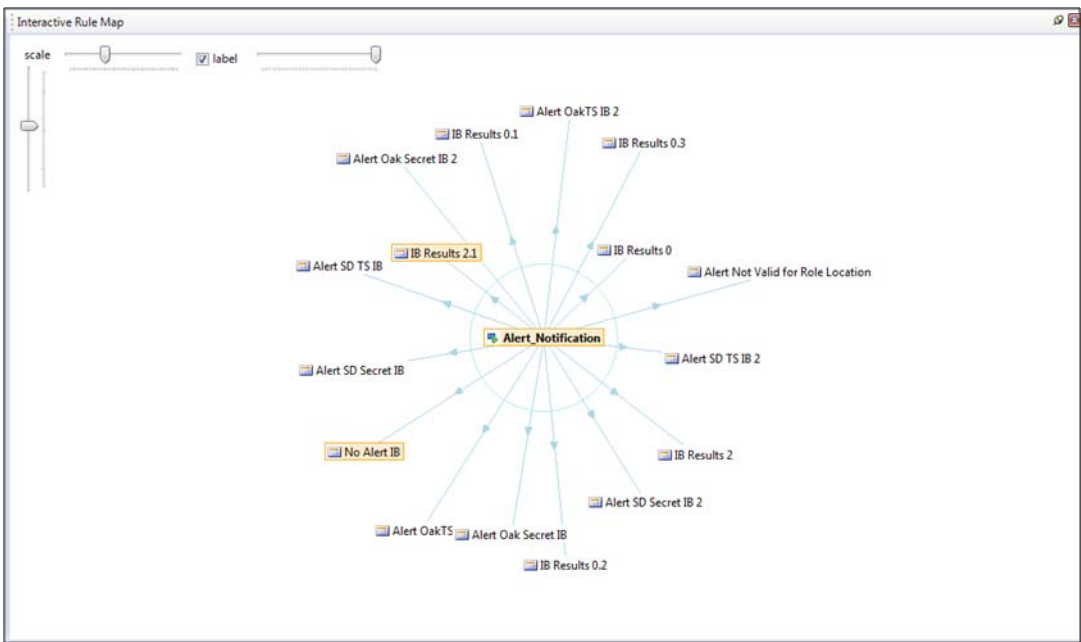 Interactive Rule Map
scale
label
Alert OakTS IB 2
IB Results 0.1
IB Results 0.3
Alert Oak Secret IB 2
IB Results 2.1
IB Results 0
Alert SD TS IB
Alert Not Valid for Role Location
Alert_Notification
Alert SD TS IB 2
Alert SD Secret IB
No Alert IB
IB Results 2
Alert SD Secret IB 2
Alert OakTS
Alert Oak Secret IB
IB Results 0.2